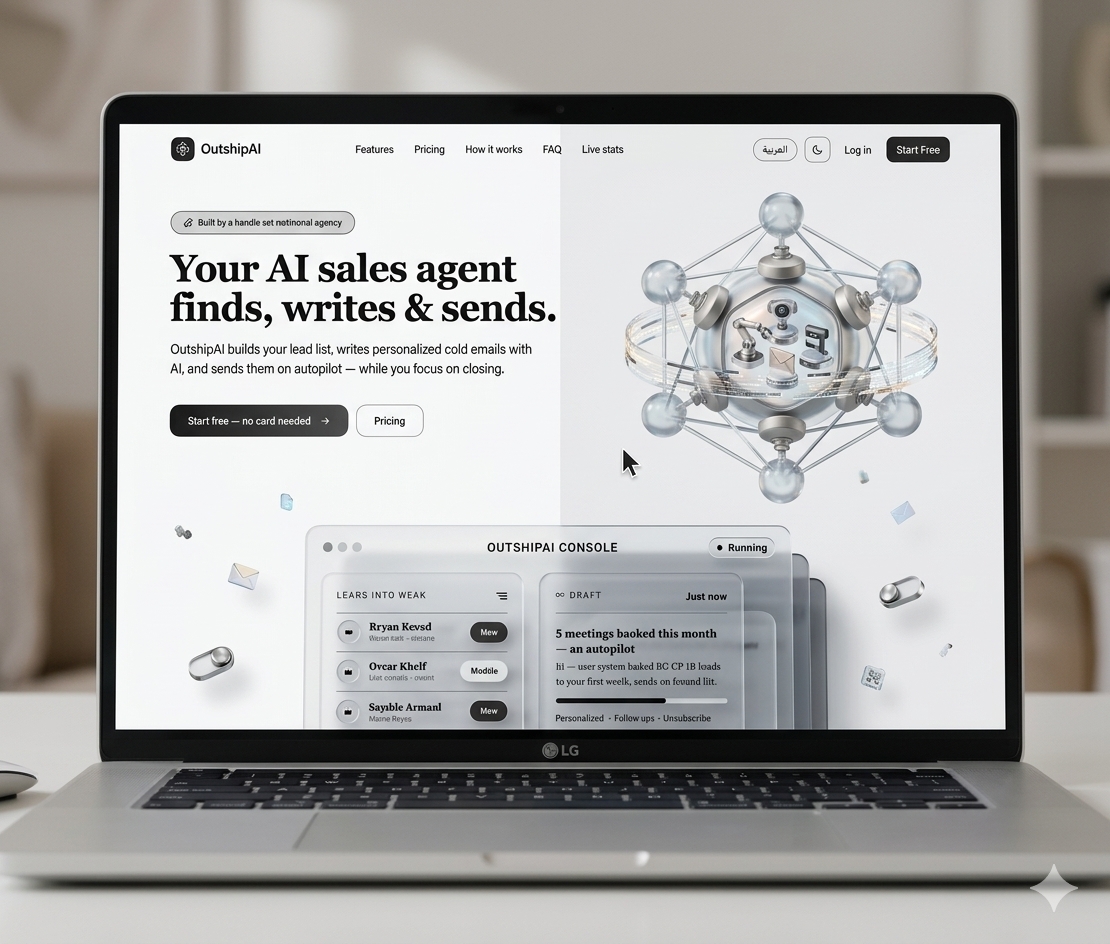 OutshipAI
Features
Pricing
How it works
FAQ
Live stats
العربية
Log in
Start Free
Built by a handle set notinonal agency
Your AI sales agent
finds, writes & sends.
OutshipAI builds your lead list, writes personalized cold emails with
AI, and sends them on autopilot — while you focus on closing.
Start free — no card needed →
Pricing
OUTSHIPAI CONSOLE
Running
LEARS INTO WEAK
Rryan Kevsd
Mew
Ovcar Khelf
Modŏle
Sayble Armanl
Mame Reyes
Mew
DRAFT
Just now
5 meetings baoked this month
— an autopilot
hi — user system baked BC CP 1B loads
to your first weelk, sends on feuund liit.
Personalized - Follow ups - Unsubscribe
LG